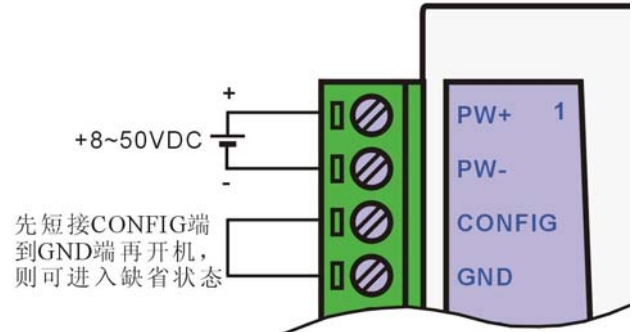 +
PW+ 1
+8~50VDC
PW-
-
先短接CONFIG端
到GND端再开机，
则可进入缺省状态
CONFIG
GND